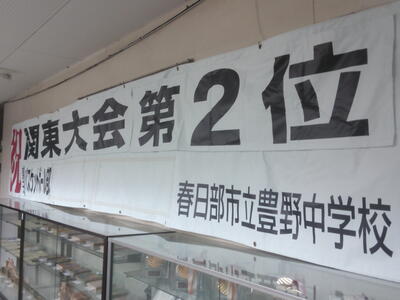 祝 関東大会第2位
春日部市立豊野中学校